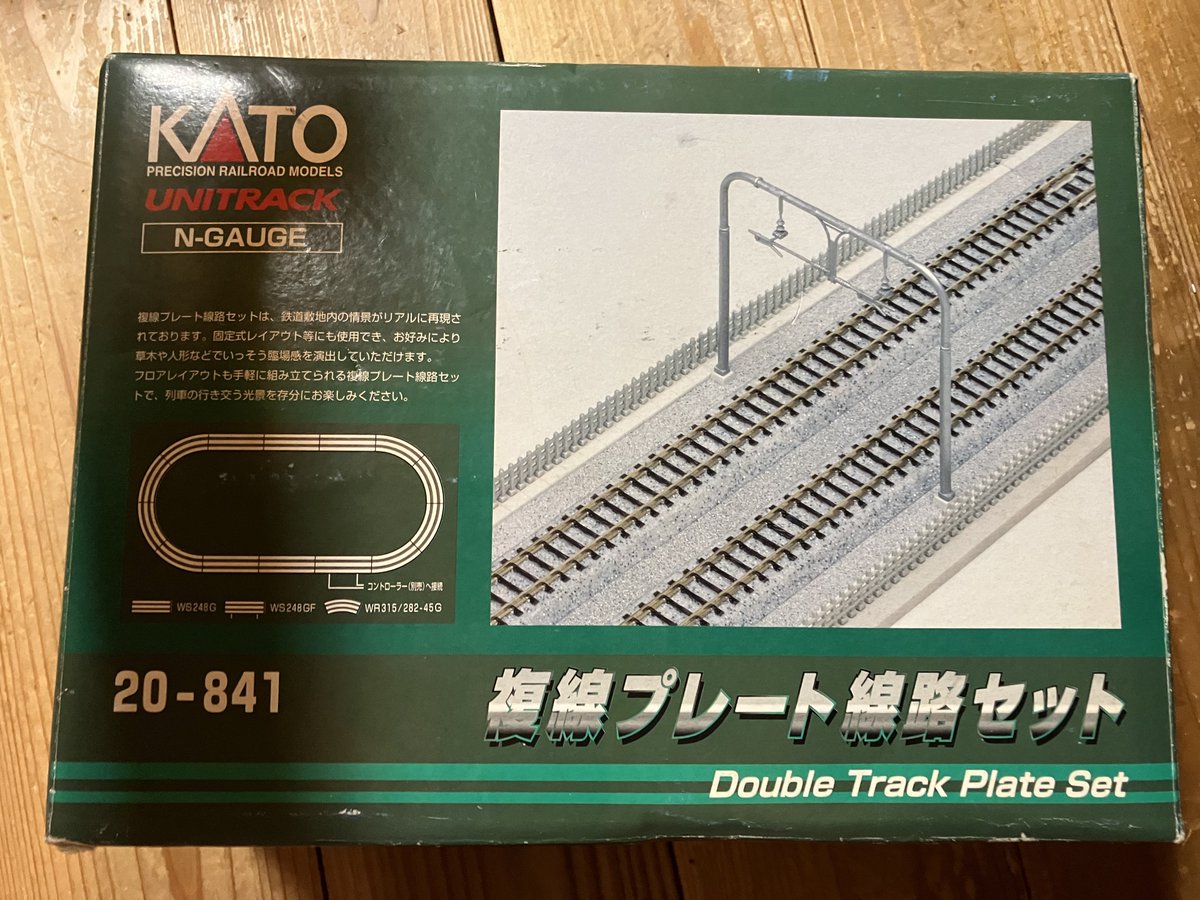 KATO
PRECISION RAILROAD MODELS
UNITRACK
N-GAUGE
複線プレート線路セットは、鉄道敷地内の情景がリアルに再現さ
れております。固定式レイアウト等にも使用でき、お好みにより
草木や人形などでいっそう臨場感を演出していただけます。
フロアレイアウトも手軽に組み立てられる複線プレート線路セッ
トで、列車の行き交う光景を存分にお楽しみください。
コントローラー(別売)へ接続
WS248G WS248GF WR315/282-45G
20-841
複線プレート線路セット
Double Track Plate Set